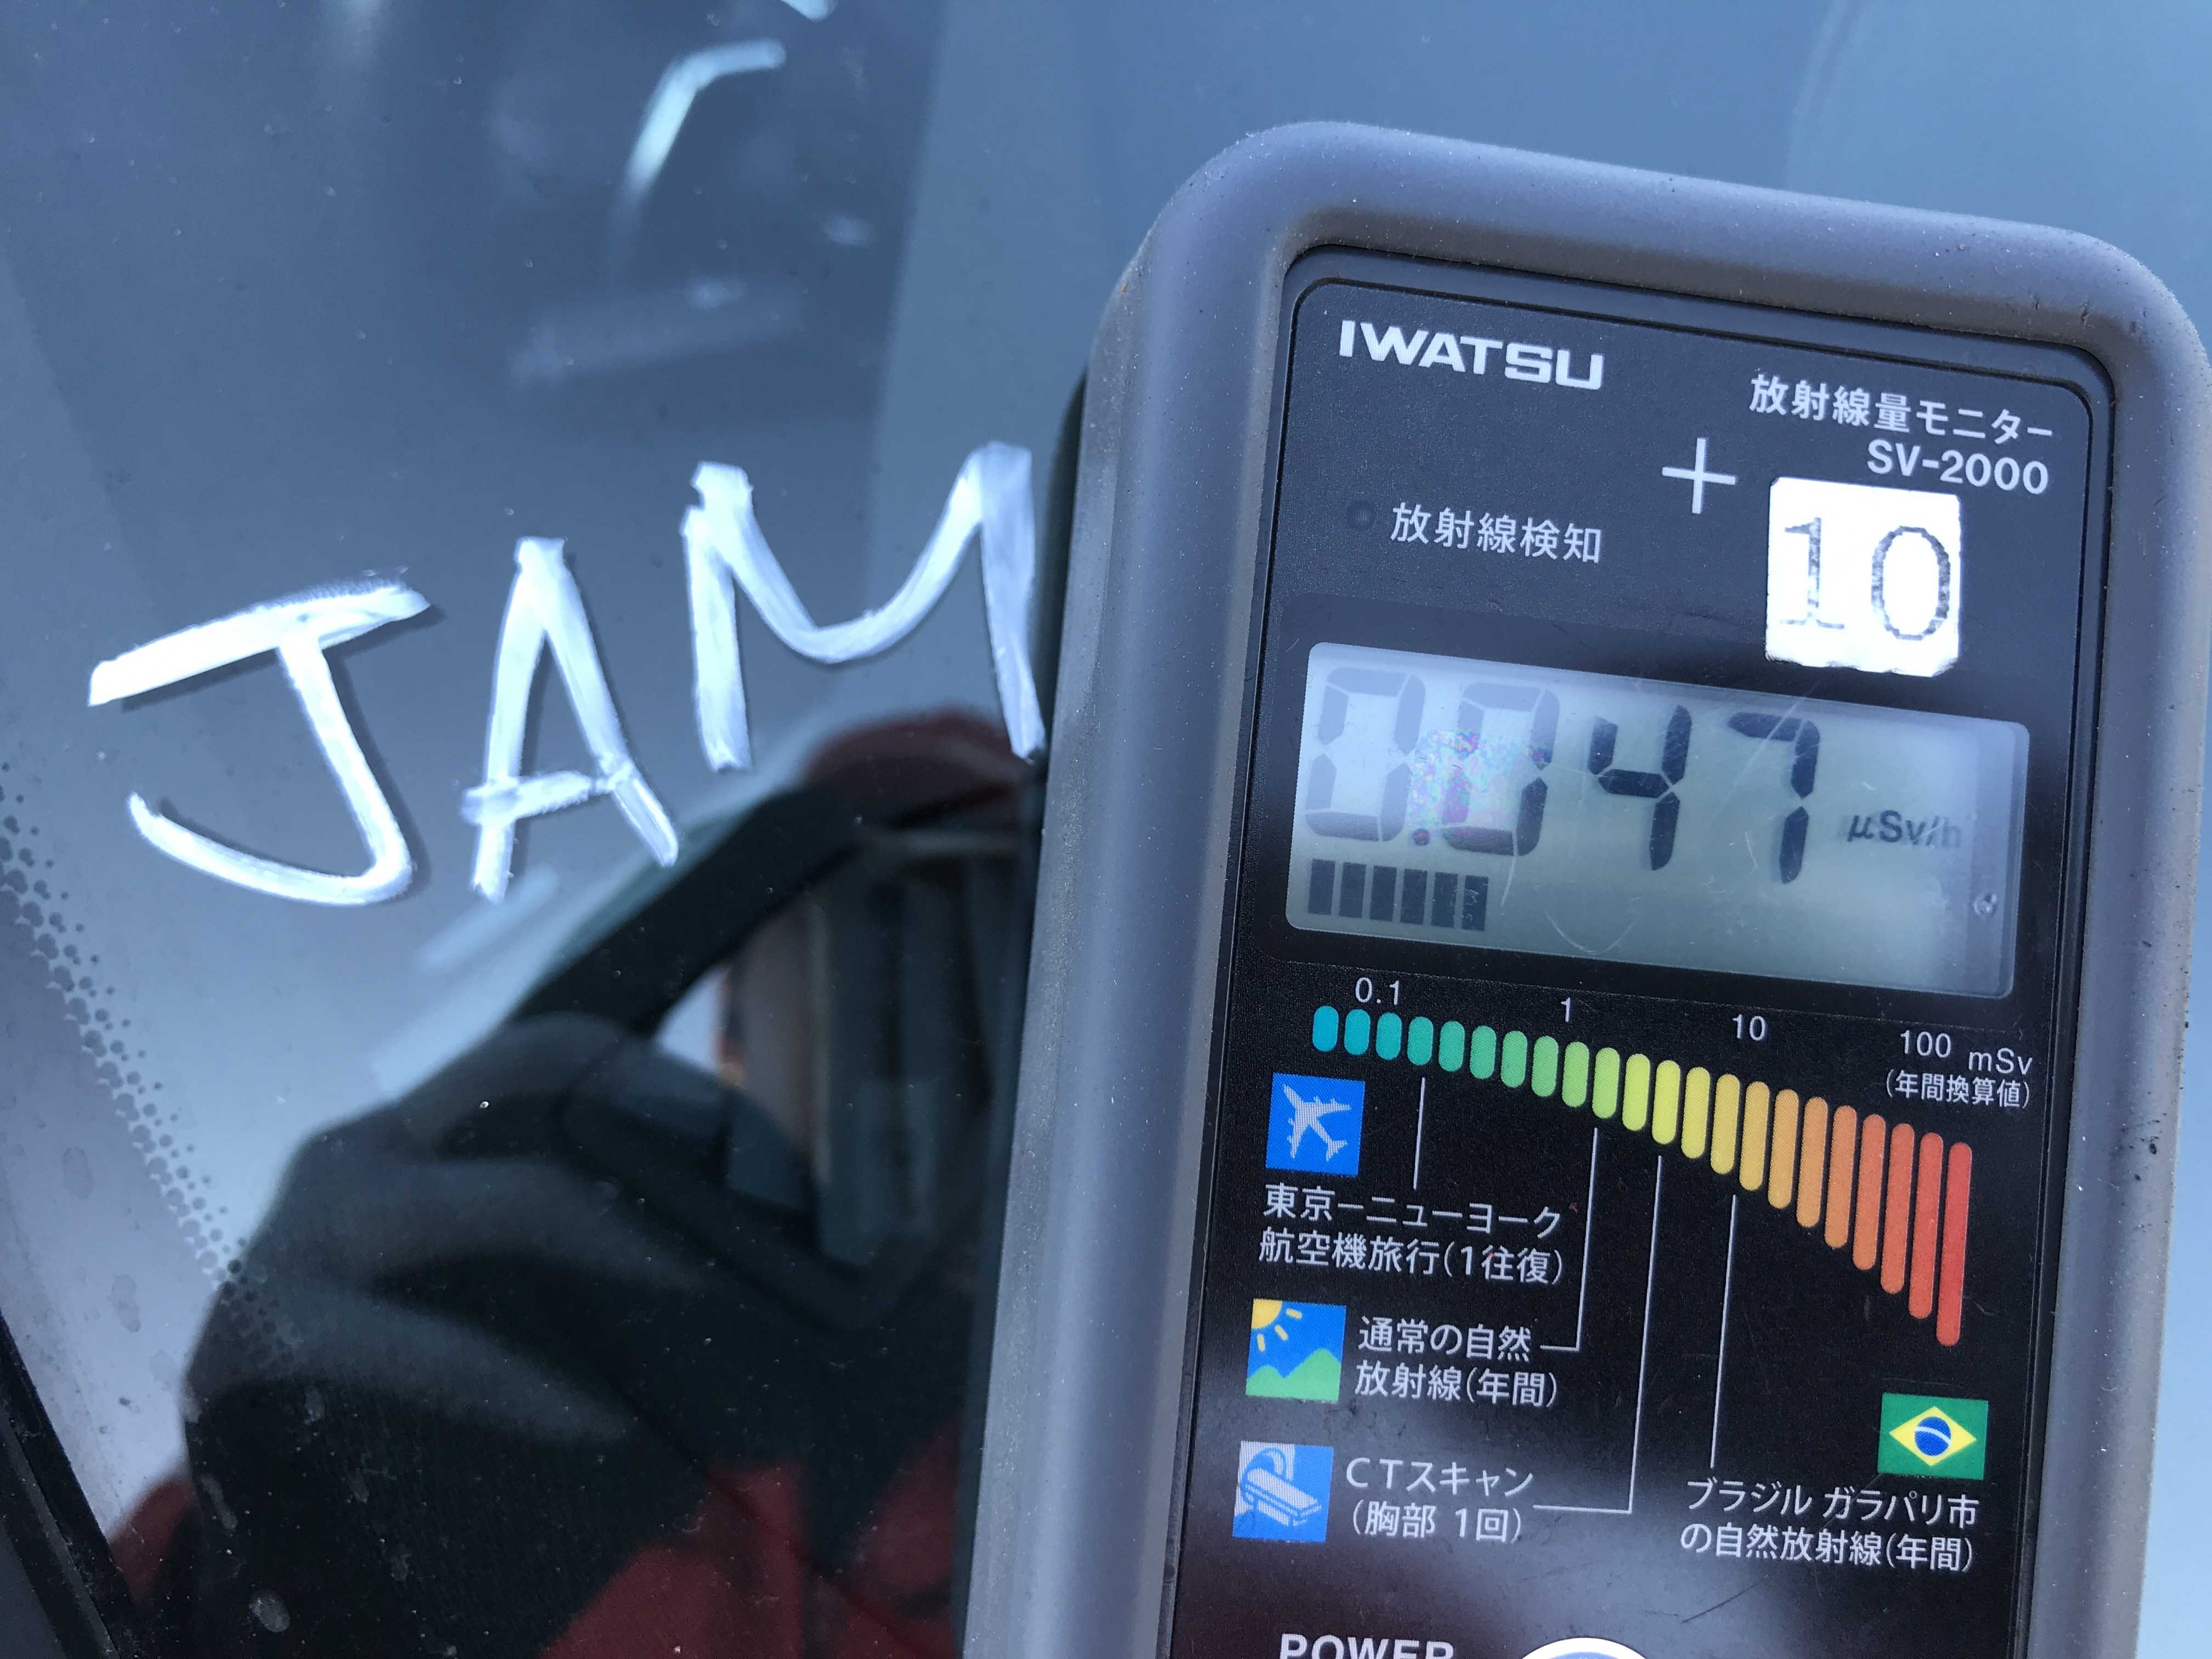 JAM
IWATSU
放射線量モニター
SV-2000
+
放射線検知
10
0.047 μSv/h
0.1 1 10 100 mSv
(年間換算値)
東京ーニューヨーク
航空機旅行(1往復)
通常の自然
放射線(年間)
CTスキャン
(胸部 1回)
ブラジル ガラパリ市
の自然放射線(年間)
POWER